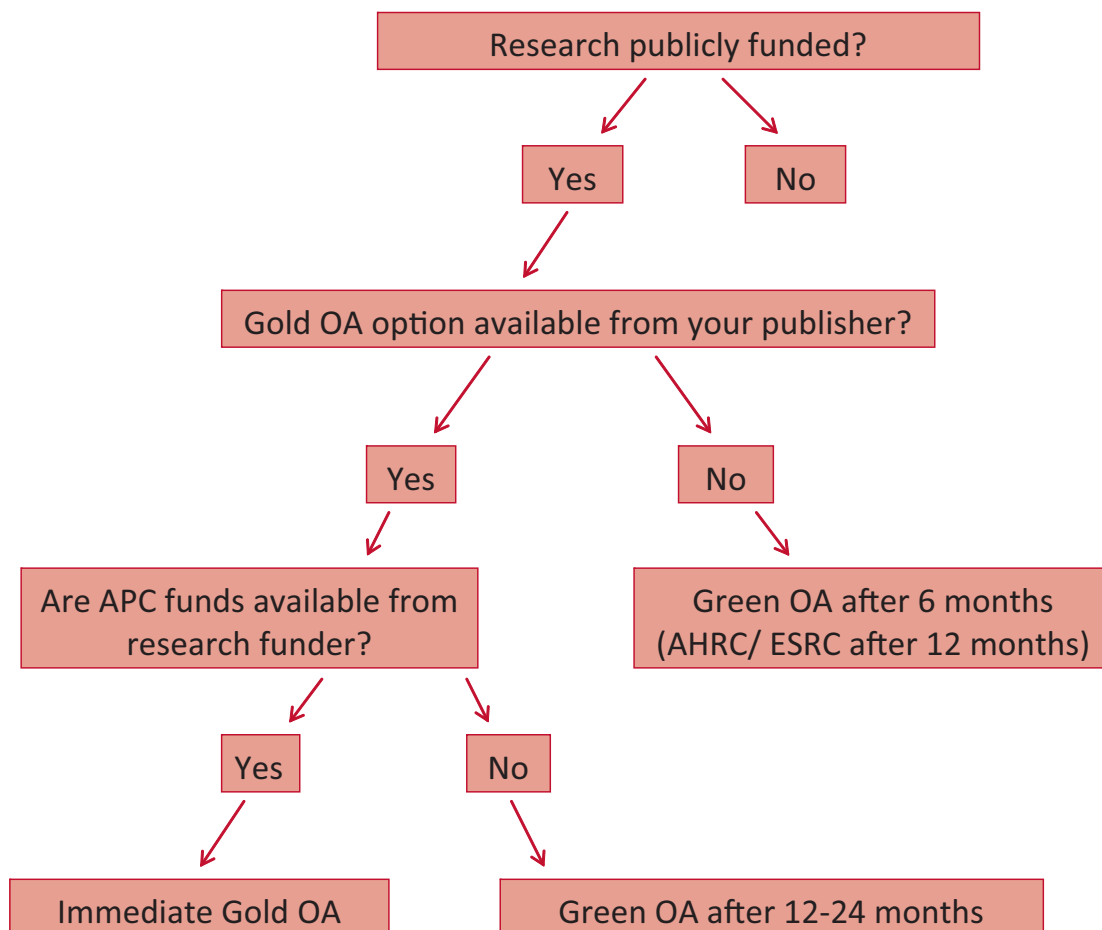 Research publicly funded?
Yes
No
Gold OA option available from your publisher?
Yes
No
Are APC funds available from
research funder?
Green OA after 6 months
(AHRC/ ESRC after 12 months)
Yes
No
Immediate Gold OA
Green OA after 12-24 months